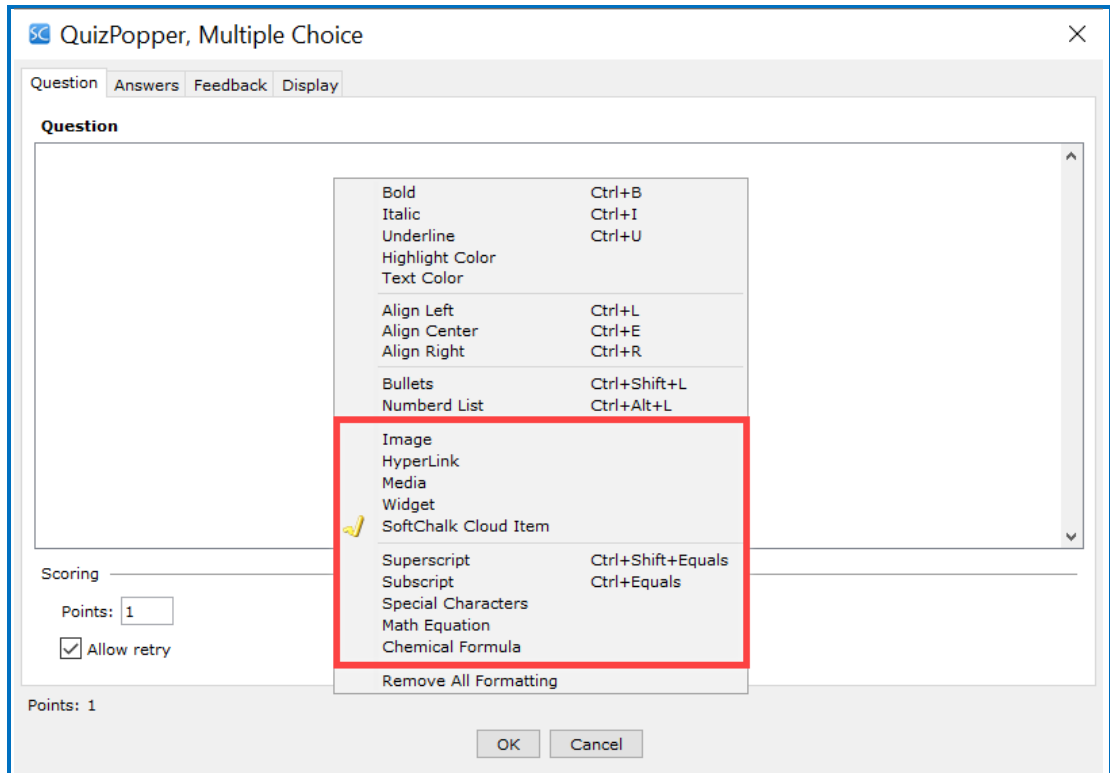 SC QuizPopper, Multiple Choice
Question Answers Feedback Display
Question
Bold Ctrl+B
Italic Ctrl+I
Underline Ctrl+U
Highlight Color
Text Color
Align Left Ctrl+L
Align Center Ctrl+E
Align Right Ctrl+R
Bullets Ctrl+Shift+L
Numberd List Ctrl+Alt+L
Image
HyperLink
Media
Widget
SoftChalk Cloud Item
Superscript Ctrl+Shift+Equals
Subscript Ctrl+Equals
Special Characters
Math Equation
Chemical Formula
Remove All Formatting
Scoring
Points: 1
Allow retry
Points: 1
OK Cancel